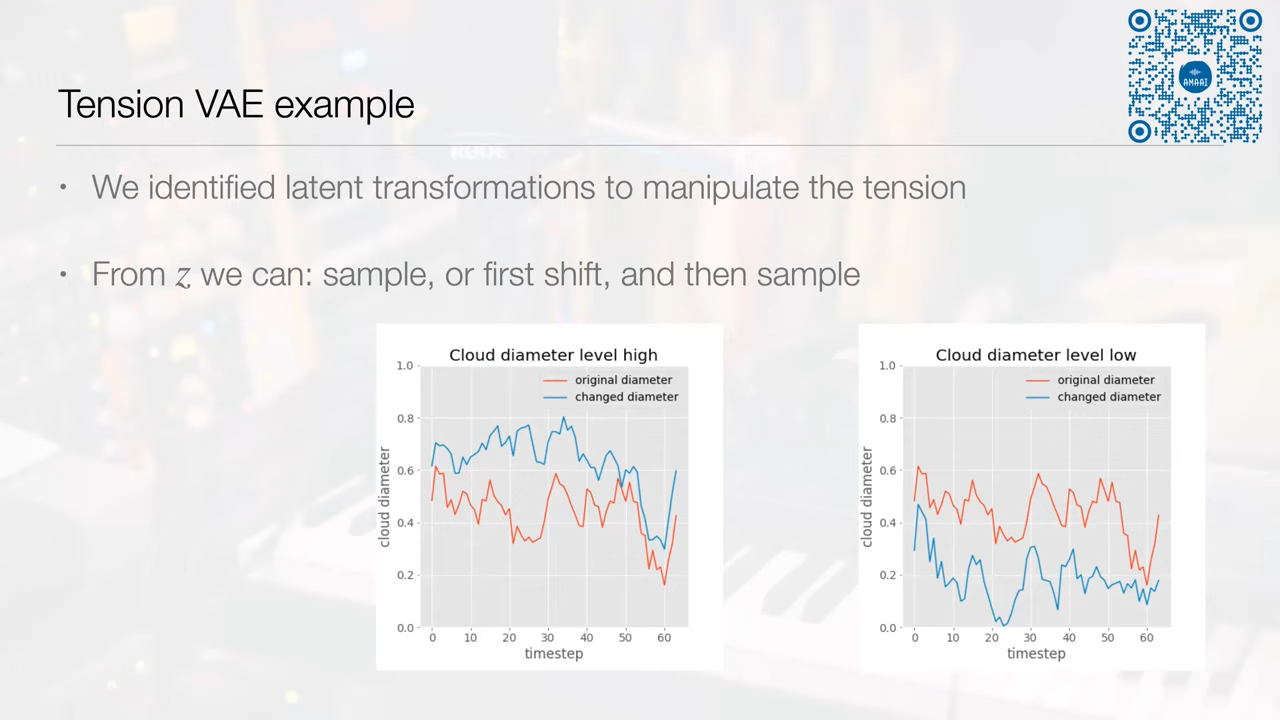 AMAAI
Tension VAE example
RODE
• We identified latent transformations to manipulate the tension
• From z we can: sample, or first shift, and then sample
Cloud diameter level high
original diameter
changed diameter
cloud diameter
1.0
0.8
0.6
0.4
0.2
0.0
0 10 20 30 40 50 60
timestep
Cloud diameter level low
original diameter
changed diameter
cloud diameter
1.0
0.8
0.6
0.4
0.2
0.0
0 10 20 30 40 50 60
timestep